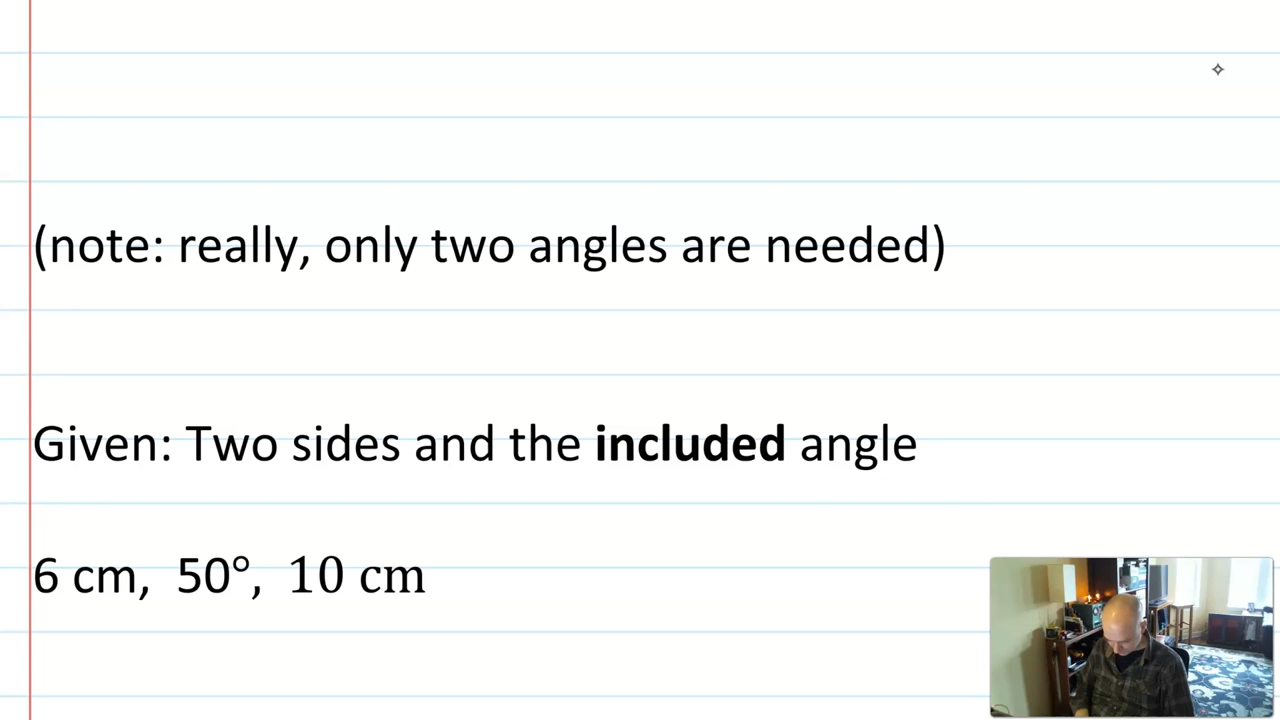 (note: really, only two angles are needed)
Given: Two sides and the included angle
6 cm, 50°, 10 cm